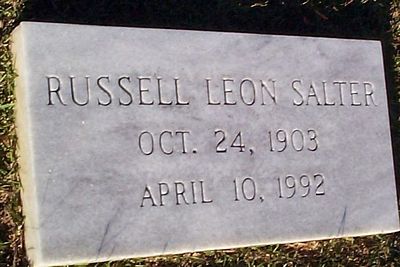 RUSSELL LEON SALTER
OCT. 24, 1903
APRIL 10, 1992